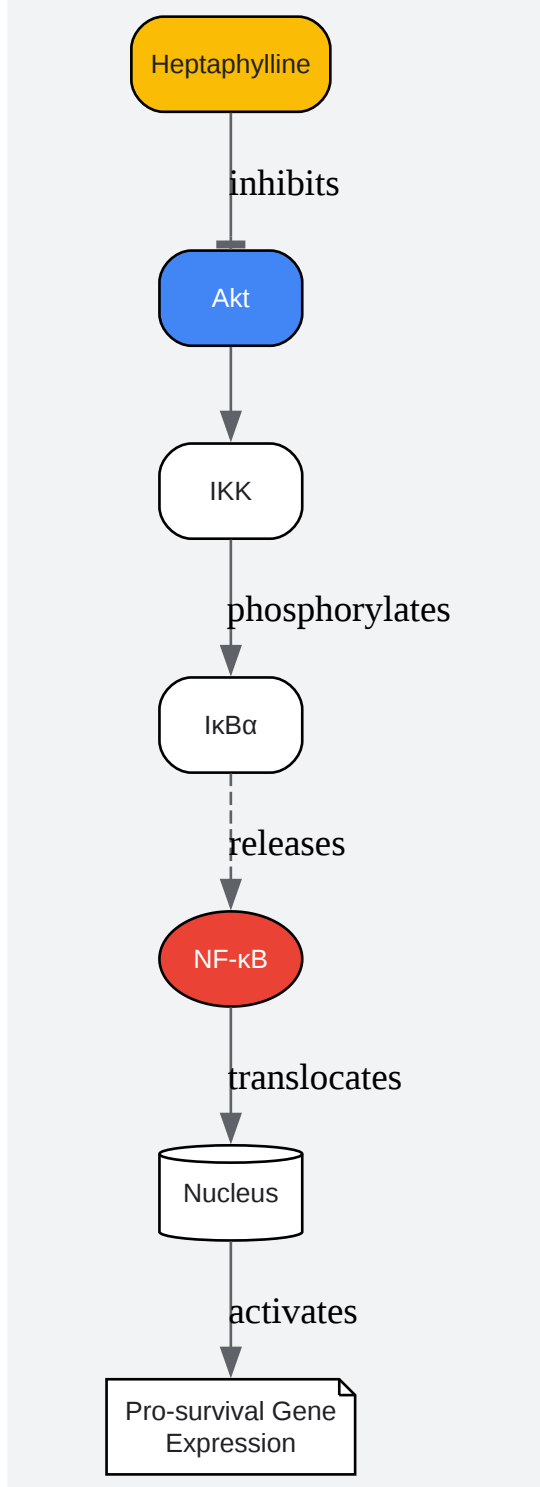 Heptaphylline
inhibits
Akt
IKK
phosphorylates
IκBα
releases
NF-κB
translocates
Nucleus
activates
Pro-survival Gene
Expression